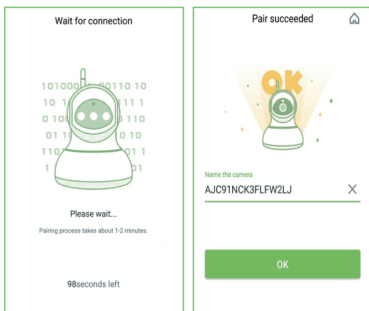 Wait for connection
Please wait...
Pairing process takes about 1-2 minutes.
98seconds left
Pair succeeded
OK
Name the camera
AJC91NCK3FLFW2LJ
OK